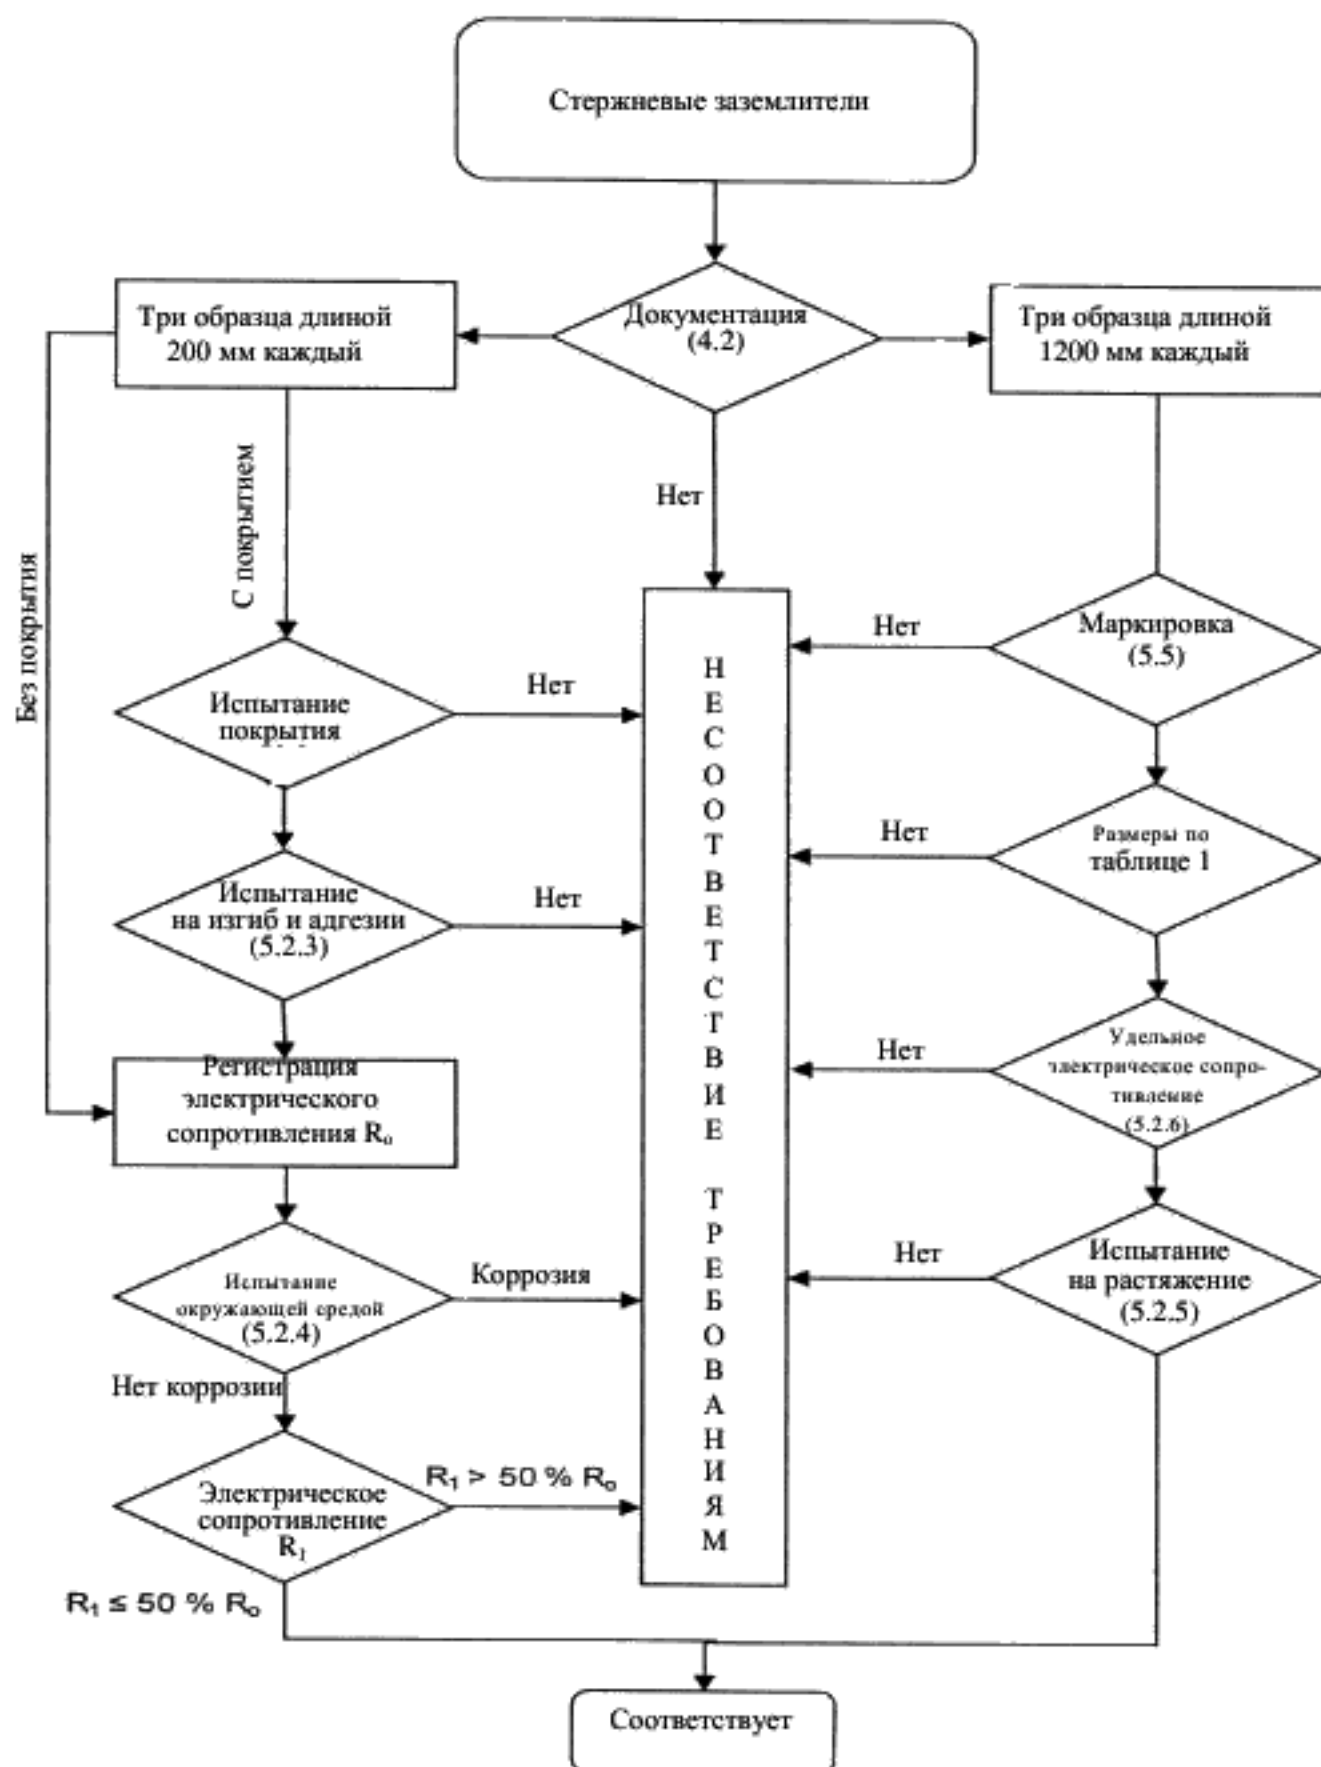 Стержневые заземлители
Документация
(4.2)
Три образца длиной
200 мм каждый
Три образца длиной
1200 мм каждый
Нет
С покрытием
Без покрытия
Испытание
покрытия
Нет
Испытание
на изгиб и адгезии
(5.2.3)
Нет
Регистрация
электрического
сопротивления R₀
Испытание
окружающей средой
(5.2.4)
Коррозия
Нет коррозии
Электрическое
сопротивление
R₁
R₁ > 50 % R₀
R₁ ≤ 50 % R₀
НЕСООТВЕТСТВИЕ ТРЕБОВАНИЯМ
Маркировка
(5.5)
Нет
Размеры по
таблице 1
Нет
Удельное
электрическое сопро-
тивление
(5.2.6)
Нет
Испытание
на растяжение
(5.2.5)
Нет
Соответствует